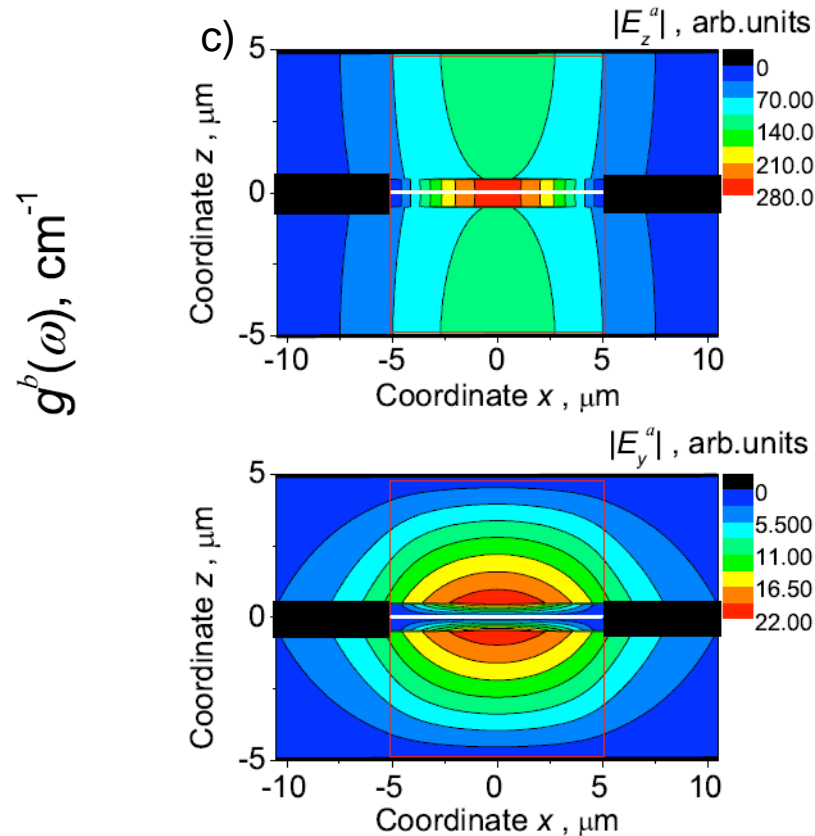 c)
|E_z^a| , arb.units
0
70.00
140.0
210.0
280.0
5
0
-5
Coordinate z , μm
-10 -5 0 5 10
Coordinate x , μm
g^b(ω), cm^-1
|E_y^a| , arb.units
0
5.500
11.00
16.50
22.00
5
0
-5
Coordinate z , μm
-10 -5 0 5 10
Coordinate x , μm